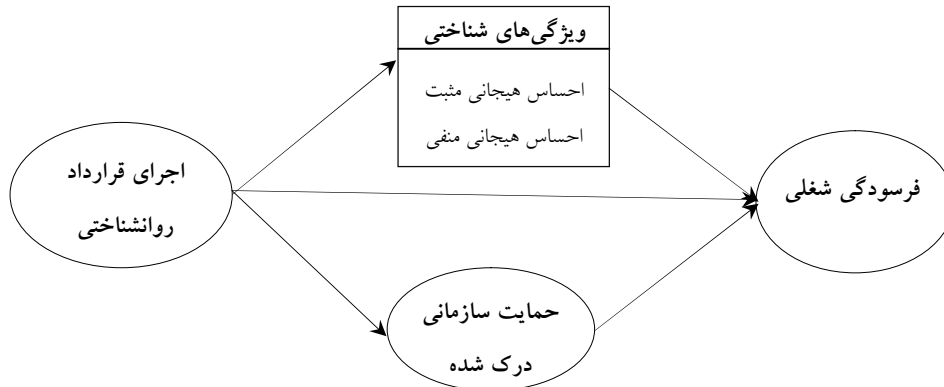 ویژگی‌های شناختی
احساس هیجانی مثبت
احساس هیجانی منفی
اجرای قرارداد
روانشناختی
فرسودگی شغلی
حمایت سازمانی
درک شده